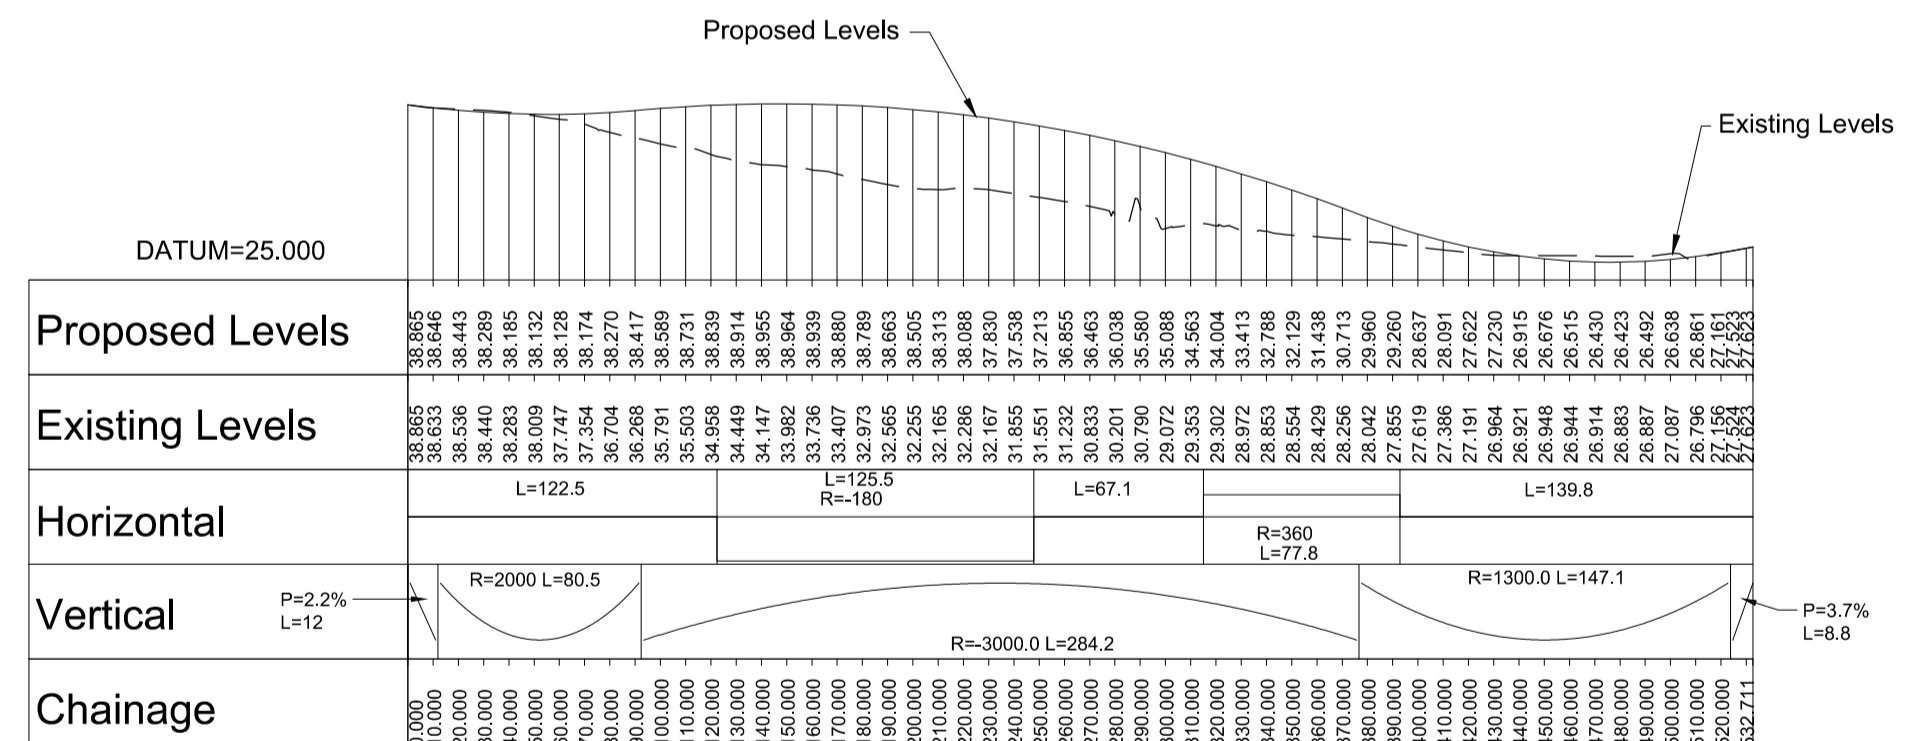 Proposed Levels
Existing Levels
DATUM=25.000
Proposed Levels
38.865 38.646 38.443 38.289 38.185 38.132 38.128 38.174 38.270 38.417 38.589 38.731 38.839 38.914 38.955 38.964 38.939 38.880 38.789 38.663 38.505 38.313 38.088 37.830 37.538 37.213 36.855 36.463 36.038 35.580 35.088 34.563 34.004 33.413 32.788 32.129 31.438 30.713 29.960 29.260 28.637 28.091 27.622 27.230 26.915 26.676 26.515 26.430 26.423 26.492 26.638 26.861 27.161 27.523 27.623
Existing Levels
38.865 38.633 38.536 38.440 38.283 38.009 37.747 37.354 36.704 36.268 35.791 35.503 34.958 34.449 34.147 33.982 33.736 33.407 32.973 32.565 32.255 32.165 32.286 32.167 31.855 31.551 31.232 30.833 30.201 30.790 29.072 29.353 29.302 28.972 28.853 28.554 28.429 28.256 28.042 27.855 27.619 27.386 27.191 26.964 26.921 26.948 26.944 26.914 26.883 26.887 27.087 26.796 27.156 27.524 27.623
Horizontal
L=122.5
L=125.5
R=-180
L=67.1
R=360
L=77.8
L=139.8
Vertical
P=2.2%
L=12
R=2000 L=80.5
R=-3000.0 L=284.2
R=1300.0 L=147.1
P=3.7%
L=8.8
Chainage